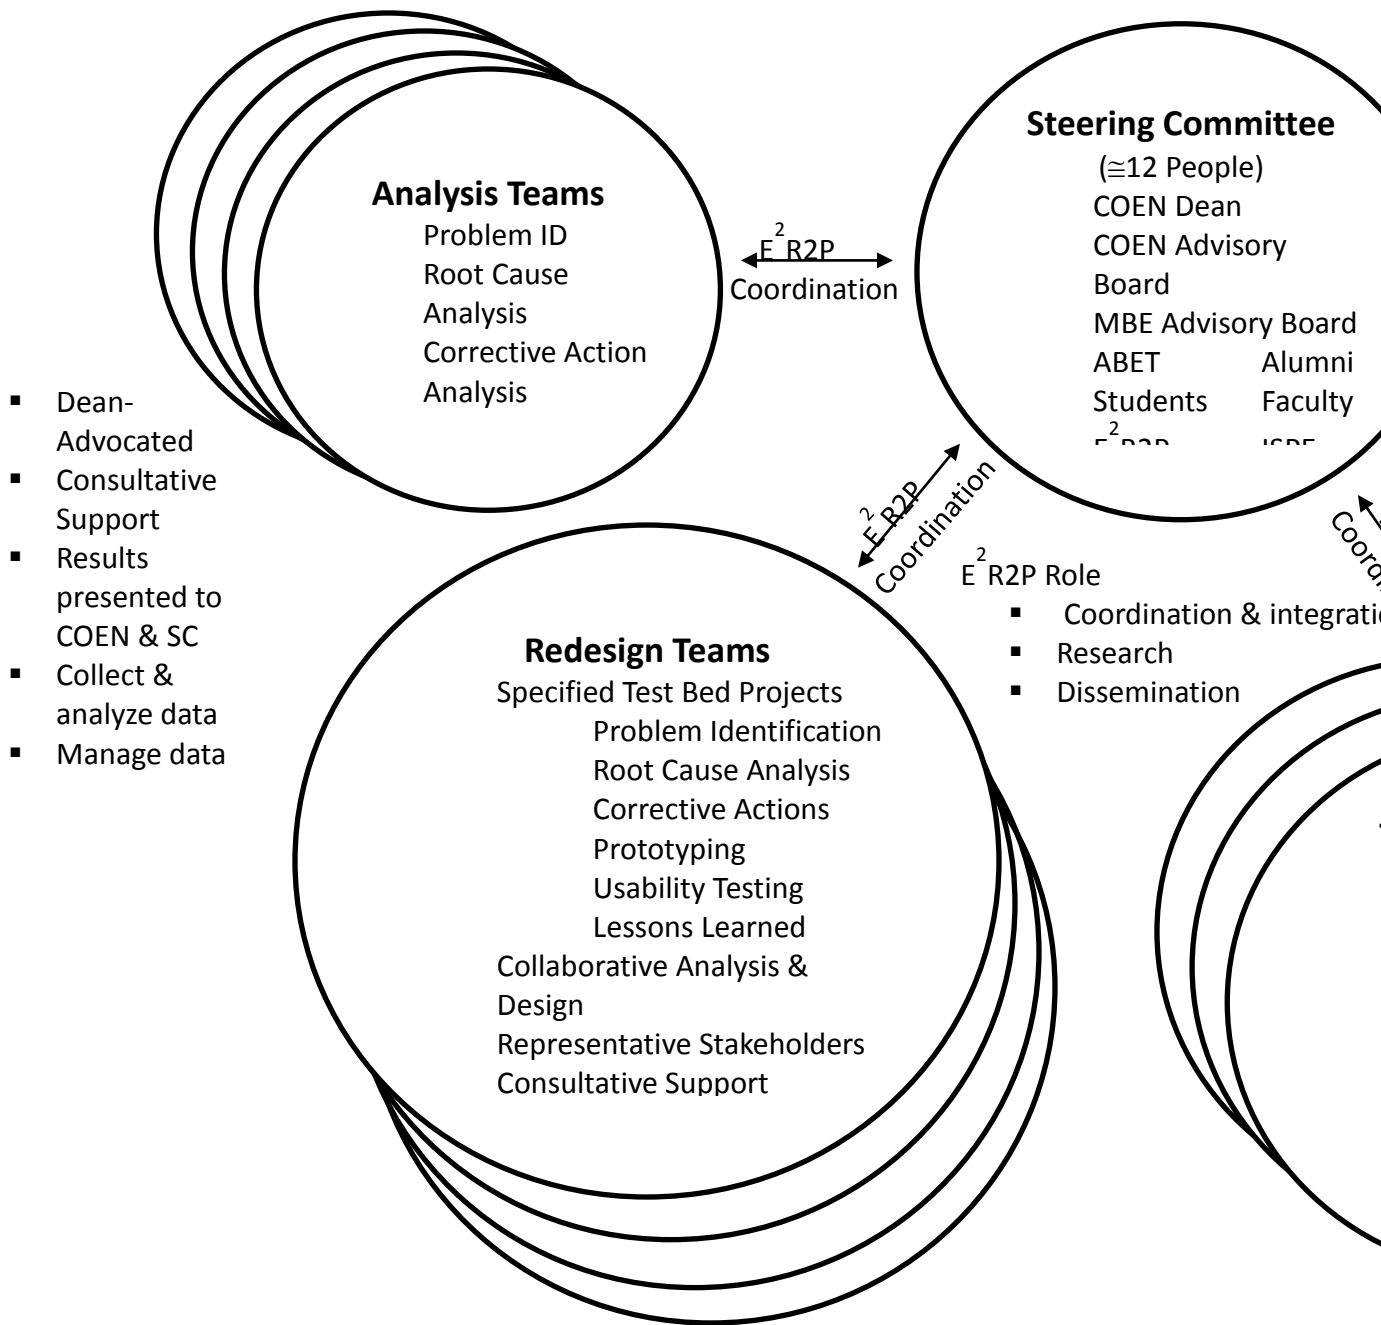 Analysis Teams
Problem ID
Root Cause
Analysis
Corrective Action
Analysis
E²R2P
Coordination
Steering Committee
(≅12 People)
COEN Dean
COEN Advisory
Board
MBE Advisory Board
ABET Alumni
Students Faculty
▪ Dean-
Advocated
▪ Consultative
Support
▪ Results
presented to
COEN & SC
▪ Collect &
analyze data
▪ Manage data
E²R2P
Coordination
E²R2P Role
▪ Coordination & integratio
▪ Research
▪ Dissemination
Redesign Teams
Specified Test Bed Projects
Problem Identification
Root Cause Analysis
Corrective Actions
Prototyping
Usability Testing
Lessons Learned
Collaborative Analysis &
Design
Representative Stakeholders
Consultative Support